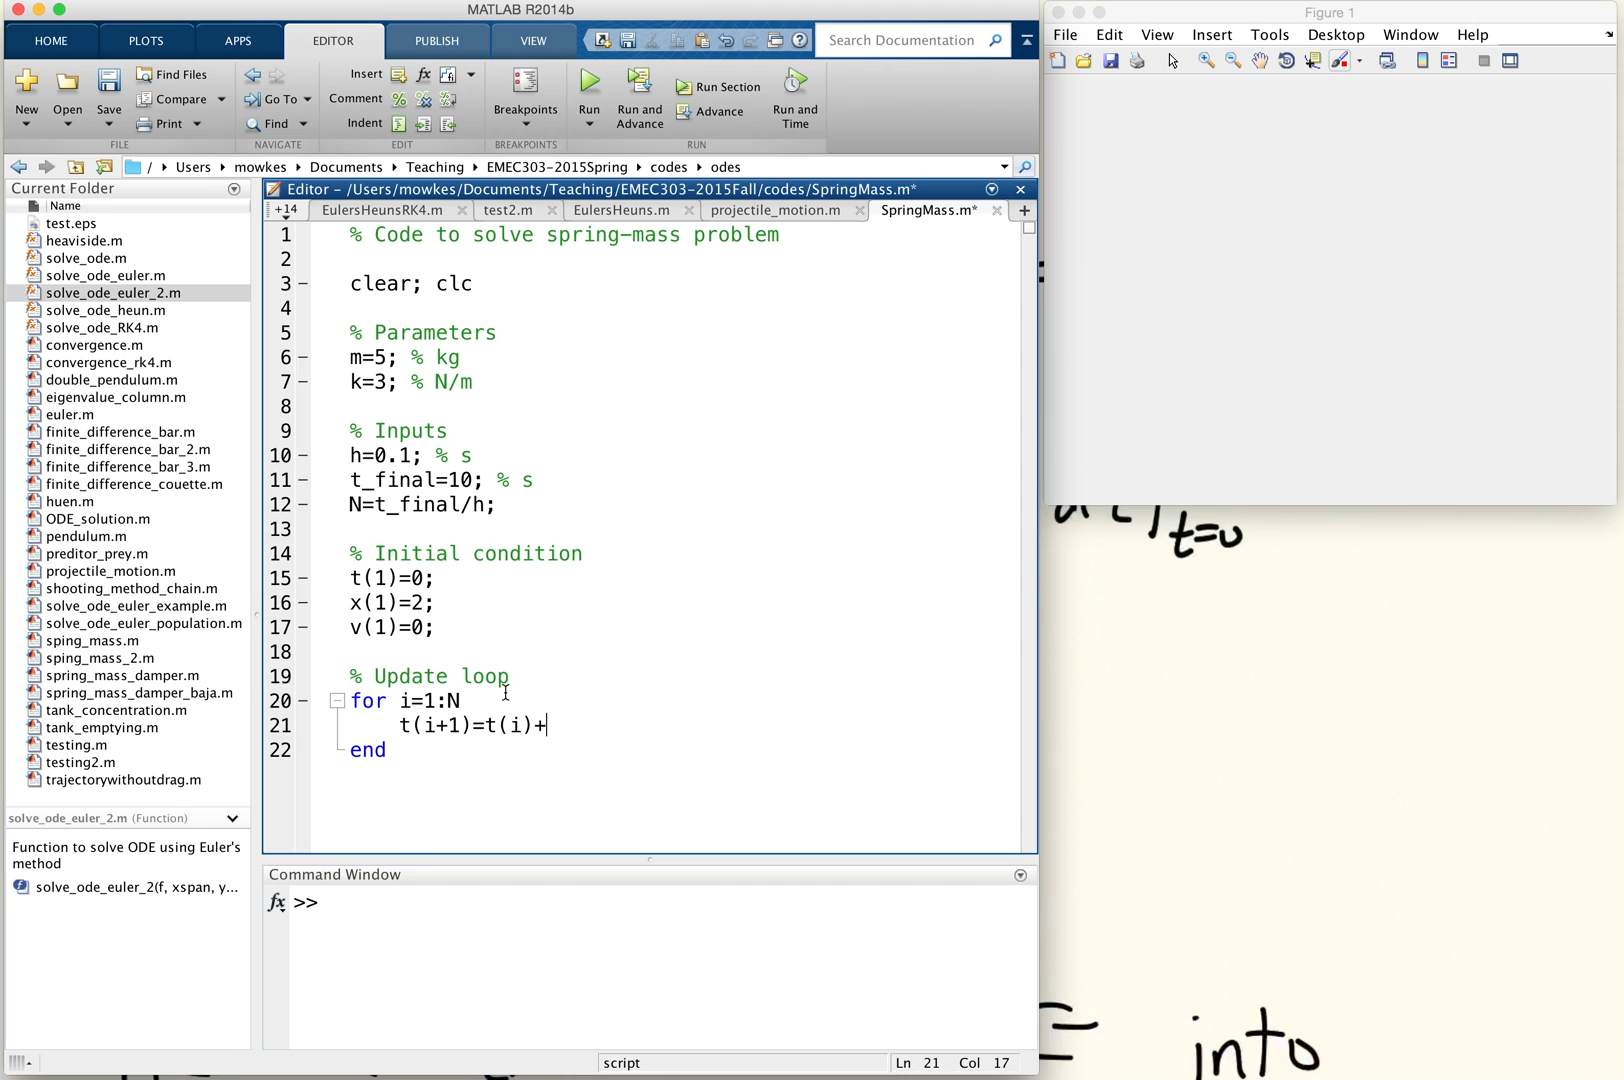 MATLAB R2014b
HOME PLOTS APPS EDITOR PUBLISH VIEW Search Documentation
New Open Save Find Files Compare Print
Go To Find
Insert fx
Comment
Indent
Breakpoints
Run Run and Advance Run Section Advance Run and Time
FILE NAVIGATE EDIT BREAKPOINTS RUN
/ Users mowkes Documents Teaching EMEC303-2015Spring codes odes
Current Folder
Name
test.eps
heaviside.m
solve_ode.m
solve_ode_euler.m
solve_ode_euler_2.m
solve_ode_heun.m
solve_ode_RK4.m
convergence.m
convergence_rk4.m
double_pendulum.m
eigenvalue_column.m
euler.m
finite_difference_bar.m
finite_difference_bar_2.m
finite_difference_bar_3.m
finite_difference_couette.m
huen.m
ODE_solution.m
pendulum.m
preditor_prey.m
projectile_motion.m
shooting_method_chain.m
solve_ode_euler_example.m
solve_ode_euler_population.m
sping_mass.m
sping_mass_2.m
spring_mass_damper.m
spring_mass_damper_baja.m
tank_concentration.m
tank_emptying.m
testing.m
testing2.m
trajectorywithoutdrag.m
solve_ode_euler_2.m (Function)
Function to solve ODE using Euler's
method
solve_ode_euler_2(f, xspan, y...
Editor - /Users/mowkes/Documents/Teaching/EMEC303-2015Fall/codes/SpringMass.m*
+14 EulersHeunsRK4.m test2.m EulersHeuns.m projectile_motion.m SpringMass.m*
1 % Code to solve spring-mass problem
2
3 clear; clc
4
5 % Parameters
6 m=5; % kg
7 k=3; % N/m
8
9 % Inputs
10 h=0.1; % s
11 t_final=10; % s
12 N=t_final/h;
13
14 % Initial condition
15 t(1)=0;
16 x(1)=2;
17 v(1)=0;
18
19 % Update loop
20 for i=1:N
21 t(i+1)=t(i)+
22 end
Command Window
fx >>
script Ln 21 Col 17
Figure 1
File Edit View Insert Tools Desktop Window Help
t=0
= into